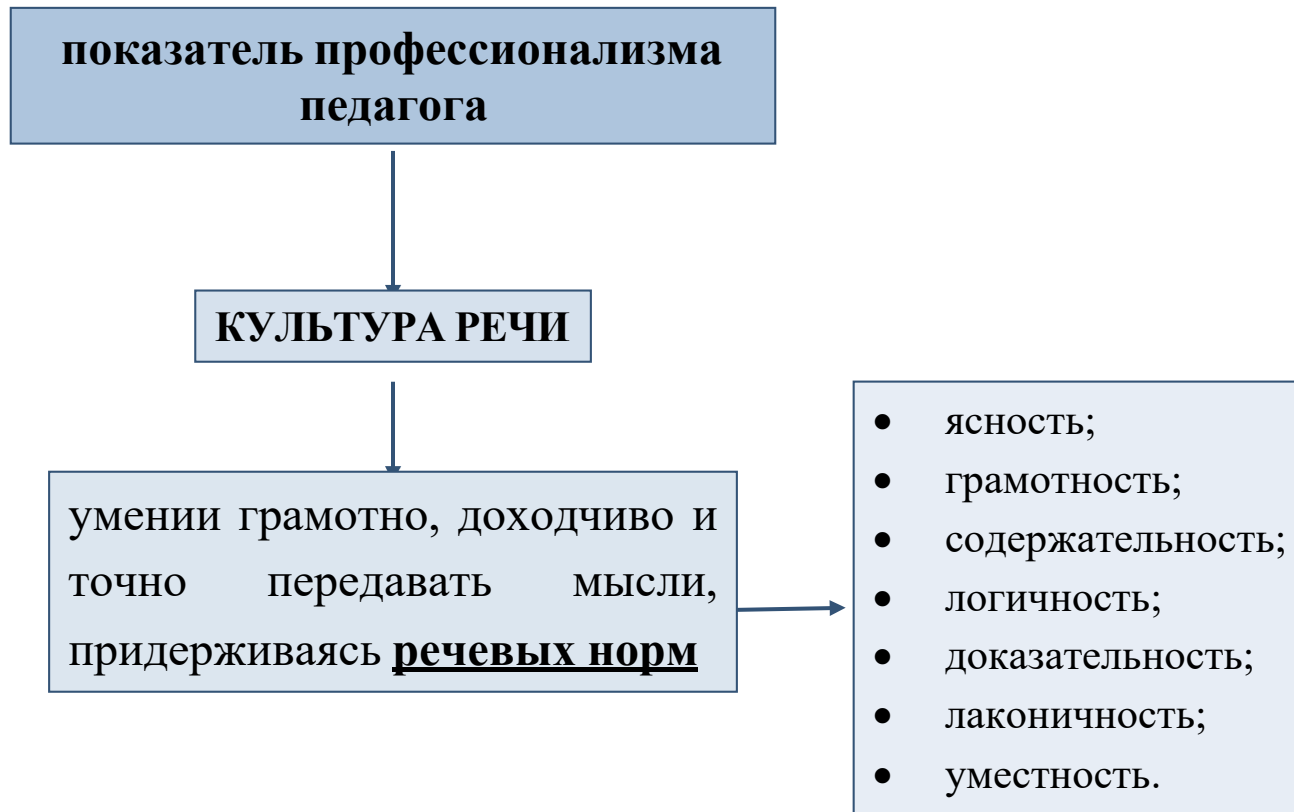 показатель профессионализма
педагога
КУЛЬТУРА РЕЧИ
умении грамотно, доходчиво и
точно передавать мысли,
придерживаясь речевых норм
• ясность;
• грамотность;
• содержательность;
• логичность;
• доказательность;
• лаконичность;
• уместность.